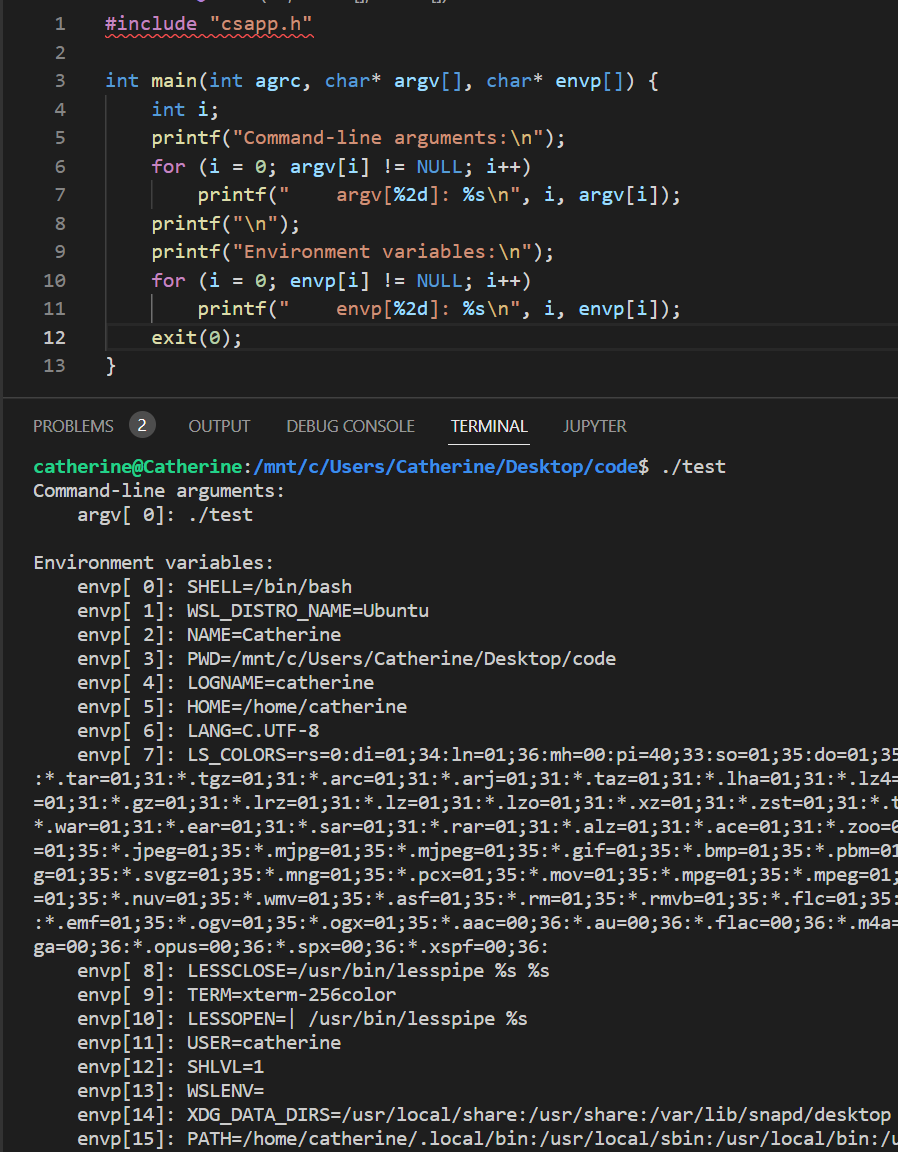 1 #include "csapp.h"
2
3 int main(int agrc, char* argv[], char* envp[]) {
4 int i;
5 printf("Command-line arguments:\n");
6 for (i = 0; argv[i] != NULL; i++)
7 printf("    argv[%2d]: %s\n", i, argv[i]);
8 printf("\n");
9 printf("Environment variables:\n");
10 for (i = 0; envp[i] != NULL; i++)
11 printf("    envp[%2d]: %s\n", i, envp[i]);
12 exit(0);
13 }
PROBLEMS 2 OUTPUT DEBUG CONSOLE TERMINAL JUPYTER
catherine@Catherine:/mnt/c/Users/Catherine/Desktop/code$ ./test
Command-line arguments:
    argv[ 0]: ./test
Environment variables:
    envp[ 0]: SHELL=/bin/bash
    envp[ 1]: WSL_DISTRO_NAME=Ubuntu
    envp[ 2]: NAME=Catherine
    envp[ 3]: PWD=/mnt/c/Users/Catherine/Desktop/code
    envp[ 4]: LOGNAME=catherine
    envp[ 5]: HOME=/home/catherine
    envp[ 6]: LANG=C.UTF-8
    envp[ 7]: LS_COLORS=rs=0:di=01;34:ln=01;36:mh=00:pi=40;33:so=01;35:do=01;35
:*.tar=01;31:*.tgz=01;31:*.arc=01;31:*.arj=01;31:*.taz=01;31:*.lha=01;31:*.lz4=
=01;31:*.gz=01;31:*.lrz=01;31:*.lz=01;31:*.lzo=01;31:*.xz=01;31:*.zst=01;31:*.t
*.war=01;31:*.ear=01;31:*.sar=01;31:*.rar=01;31:*.alz=01;31:*.ace=01;31:*.zoo=0
=01;35:*.jpeg=01;35:*.mjpg=01;35:*.mjpeg=01;35:*.gif=01;35:*.bmp=01;35:*.pbm=01
g=01;35:*.svgz=01;35:*.mng=01;35:*.pcx=01;35:*.mov=01;35:*.mpg=01;35:*.mpeg=01;
=01;35:*.nuv=01;35:*.wmv=01;35:*.asf=01;35:*.rm=01;35:*.rmvb=01;35:*.flc=01;35:
:*.emf=01;35:*.ogv=01;35:*.ogx=01;35:*.aac=00;36:*.au=00;36:*.flac=00;36:*.m4a=
ga=00;36:*.opus=00;36:*.spx=00;36:*.xspf=00;36:
    envp[ 8]: LESSCLOSE=/usr/bin/lesspipe %s %s
    envp[ 9]: TERM=xterm-256color
    envp[10]: LESSOPEN=| /usr/bin/lesspipe %s
    envp[11]: USER=catherine
    envp[12]: SHLVL=1
    envp[13]: WSLENV=
    envp[14]: XDG_DATA_DIRS=/usr/local/share:/usr/share:/var/lib/snapd/desktop
    envp[15]: PATH=/home/catherine/.local/bin:/usr/local/sbin:/usr/local/bin:/u